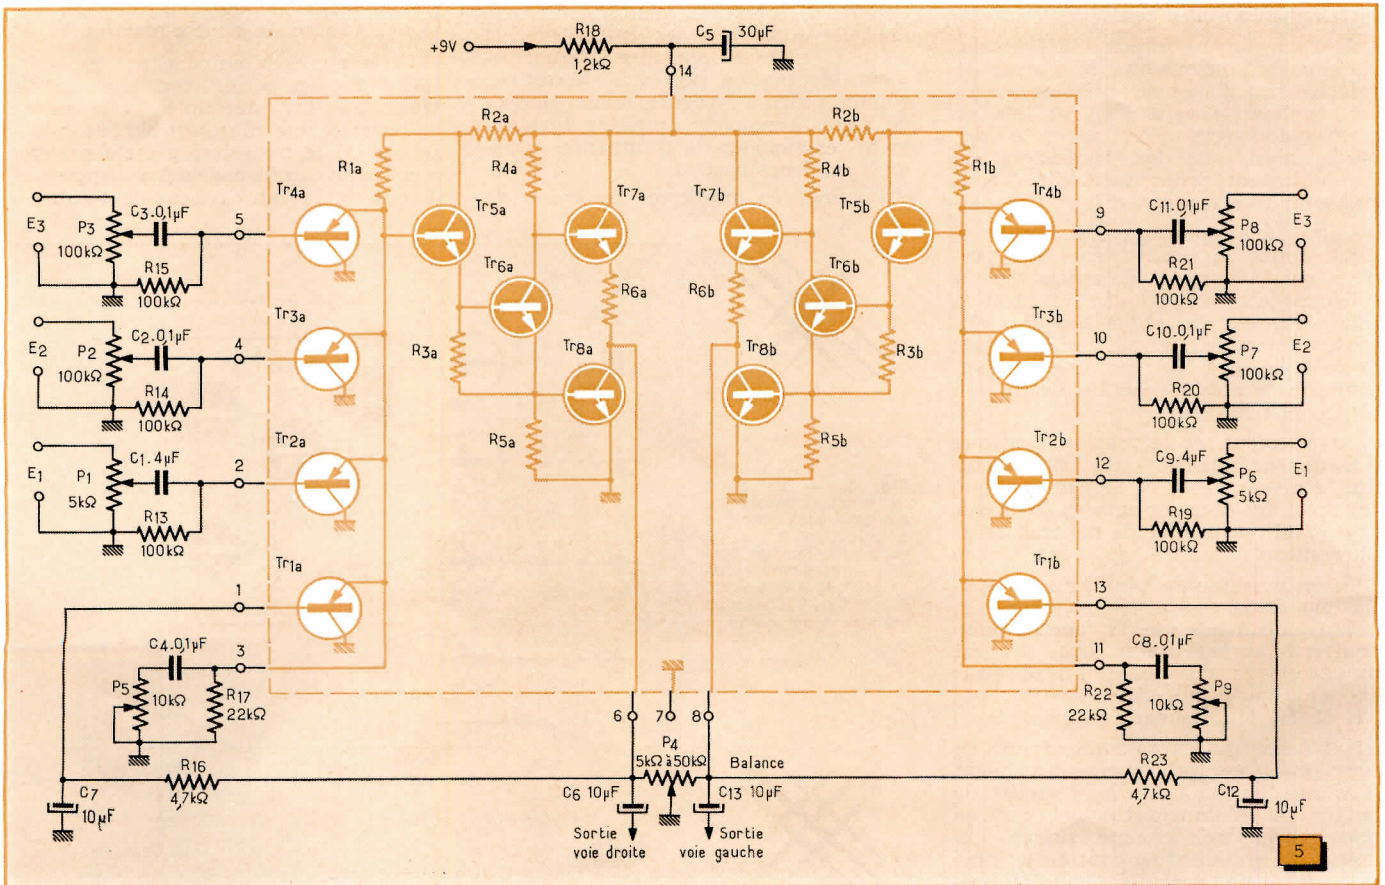 +9V
R18
1,2kΩ
C5
30µF
14
R2a
R2b
R1a
R4a
R4b
R1b
Tr4a
Tr5a
Tr7a
Tr7b
Tr5b
Tr4b
E3
P3
100kΩ
C3.0,1µF
5
R15
100kΩ
9
C11.0,1µF
P8
100kΩ
E3
R21
100kΩ
Tr6a
R6a
R6b
Tr6b
Tr3a
R3a
Tr8a
Tr8b
R3b
Tr3b
E2
P2
100kΩ
C2.0,1µF
4
R14
100kΩ
10
C10.0,1µF
P7
100kΩ
E2
R20
100kΩ
Tr2a
R5a
R5b
Tr2b
E1
P1
5kΩ
C1.4µF
2
R13
100kΩ
12
C9.4µF
P6
5kΩ
E1
R19
100kΩ
Tr1a
Tr1b
1
13
C4.0,1µF
3
P5
10kΩ
R17
22kΩ
11
C8.0,1µF
R22
22kΩ
10kΩ
P9
6
7
8
P4
5kΩ à 50kΩ
Balance
R16
4,7kΩ
R23
4,7kΩ
C7
10µF
C6 10µF
C13 10µF
C12
10µF
Sortie
voie droite
Sortie
voie gauche
5